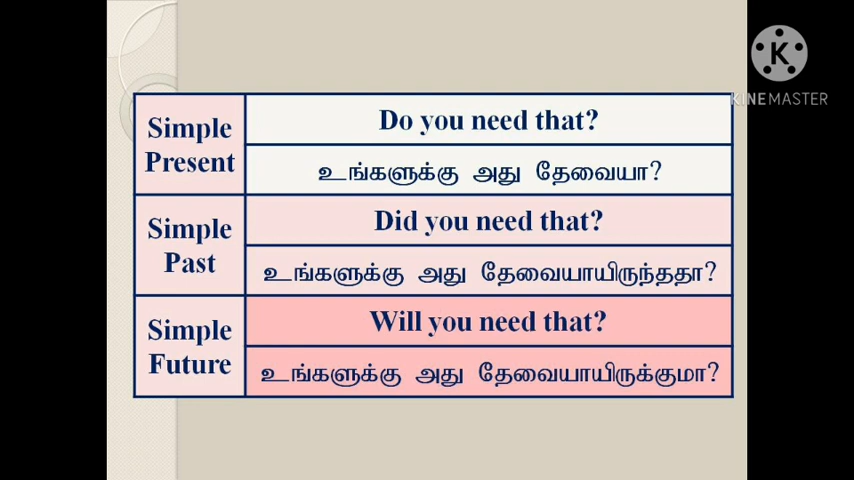 K
KINEMASTER
Simple
Present
Do you need that?
உங்களுக்கு அது தேவையா?
Simple
Past
Did you need that?
உங்களுக்கு அது தேவையாயிருந்ததா?
Simple
Future
Will you need that?
உங்களுக்கு அது தேவையாயிருக்குமா?